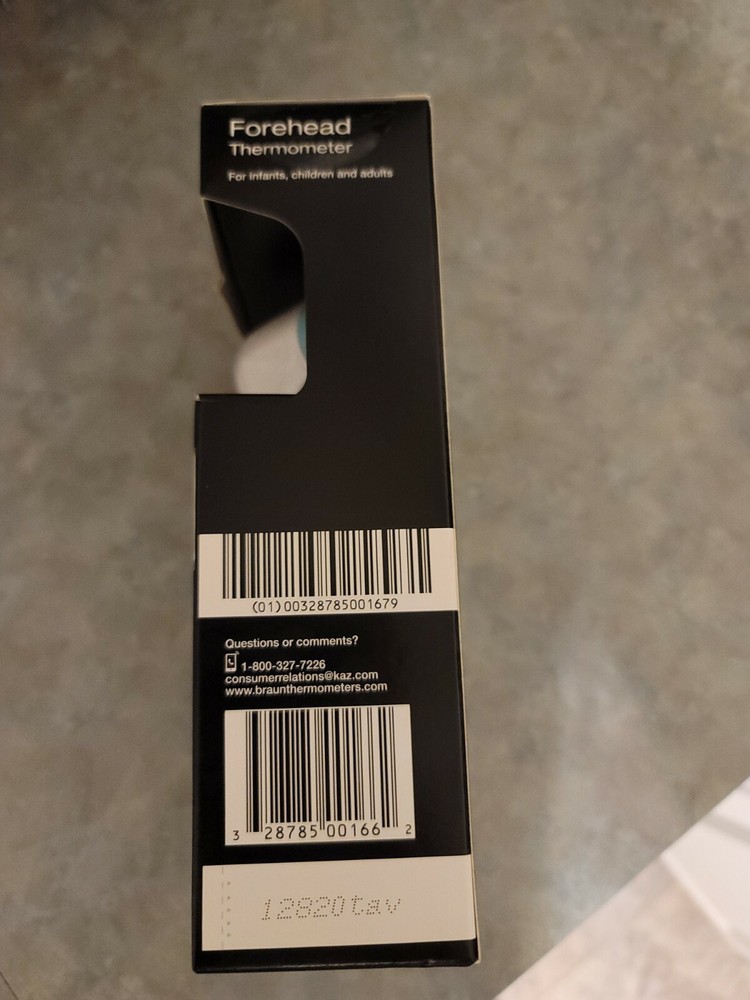 Forehead
Thermometer
For infants, children and adults
(01)00328785001679
Questions or comments?
1-800-327-7226
consumerrelations@kaz.com
www.braunthermometers.com
3 28785 00166 2
12820tav